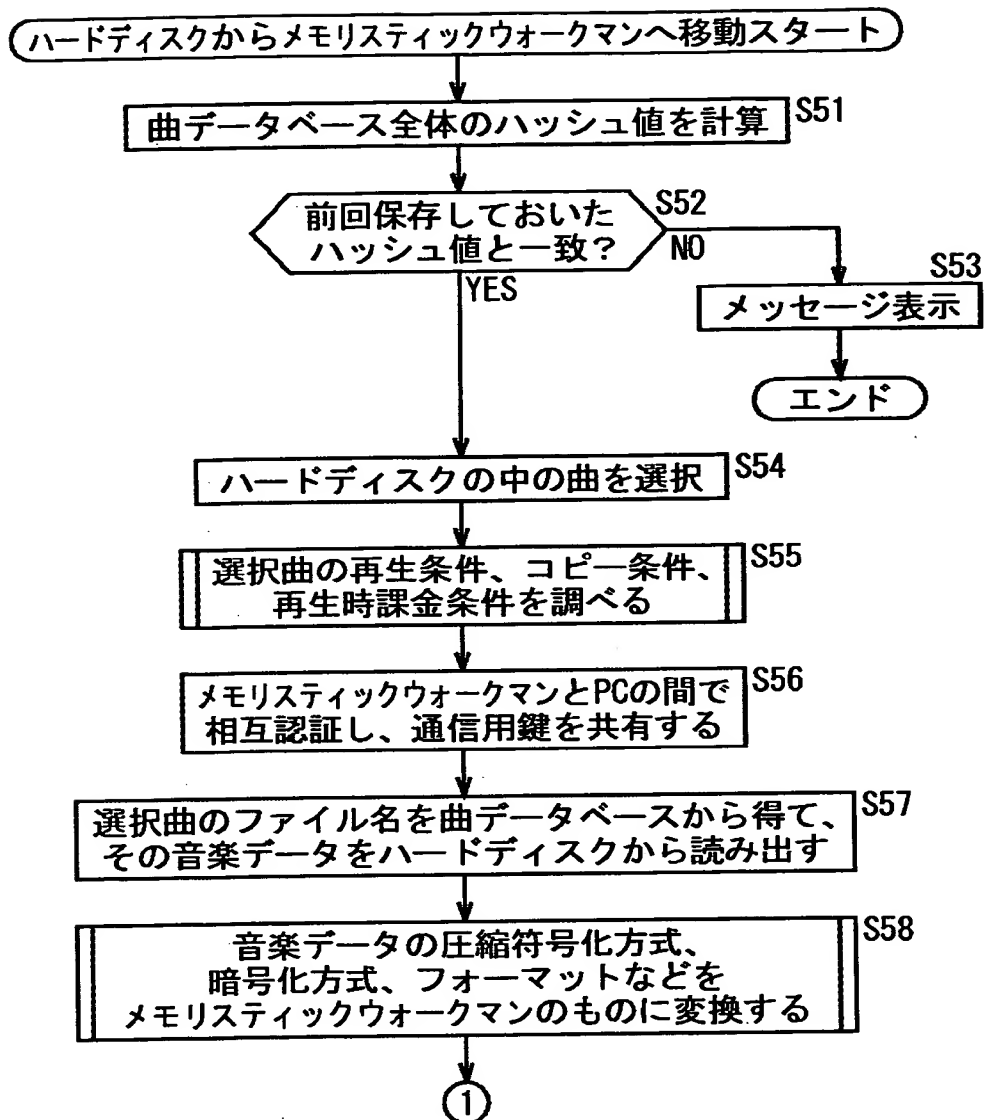 ハードディスクからメモリスティックウォークマンへ移動スタート
曲データベース全体のハッシュ値を計算
S51
前回保存しておいた
ハッシュ値と一致?
S52
NO
YES
S53
メッセージ表示
エンド
ハードディスクの中の曲を選択
S54
選択曲の再生条件、コピー条件、
再生時課金条件を調べる
S55
メモリスティックウォークマンとPCの間で
相互認証し、通信用鍵を共有する
S56
選択曲のファイル名を曲データベースから得て、
その音楽データをハードディスクから読み出す
S57
音楽データの圧縮符号化方式、
暗号化方式、フォーマットなどを
メモリスティックウォークマンのものに変換する
S58
1